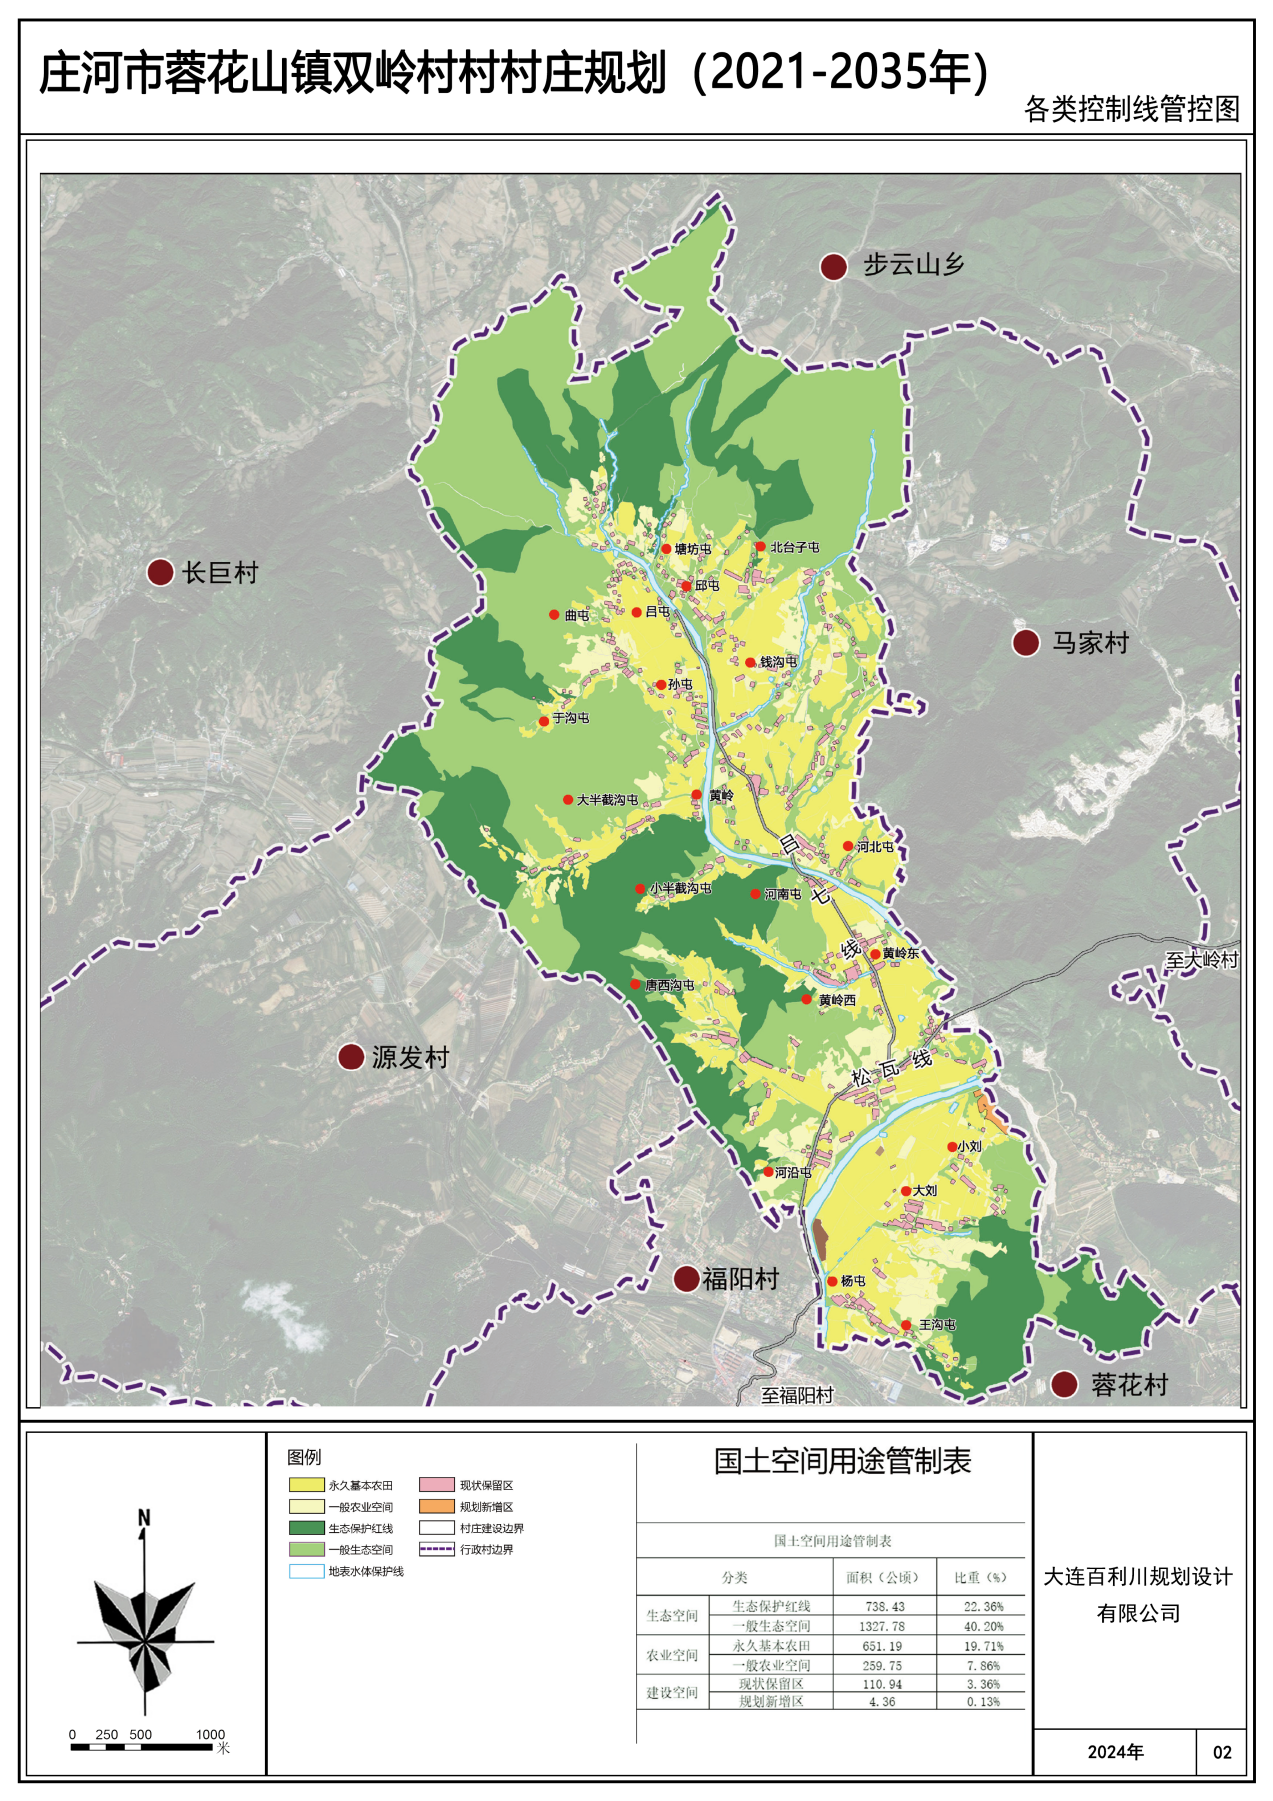 庄河市蓉花山镇双岭村村村庄规划（2021-2035年）
各类控制线管控图
步云山乡
长巨村
马家村
塘坊屯
北台子屯
邱屯
曲屯
吕屯
钱沟屯
孙屯
于沟屯
大半截沟屯
黄岭
吕七线
河北屯
小半截沟屯
河南屯
黄岭东
至大岭村
唐西沟屯
黄岭西
源发村
松瓦线
小刘
河沿屯
大刘
福阳村
杨屯
王沟屯
至福阳村
蓉花村
N
0 250 500 1000
米
图例
永久基本农田
一般农业空间
生态保护红线
一般生态空间
地表水体保护线
现状保留区
规划新增区
村庄建设边界
行政村边界
国土空间用途管制表
国土空间用途管制表
分类 面积（公顷） 比重（%）
生态空间 生态保护红线 738.43 22.36%
一般生态空间 1327.78 40.20%
农业空间 永久基本农田 651.19 19.71%
一般农业空间 259.75 7.86%
建设空间 现状保留区 110.94 3.36%
规划新增区 4.36 0.13%
大连百利川规划设计
有限公司
2024年 02